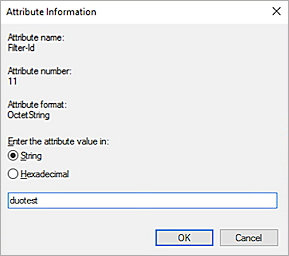 Attribute Information
Attribute name:
Filter-Id
Attribute number:
11
Attribute format:
OctetString
Enter the attribute value in:
String
Hexadecimal
duotest
OK Cancel